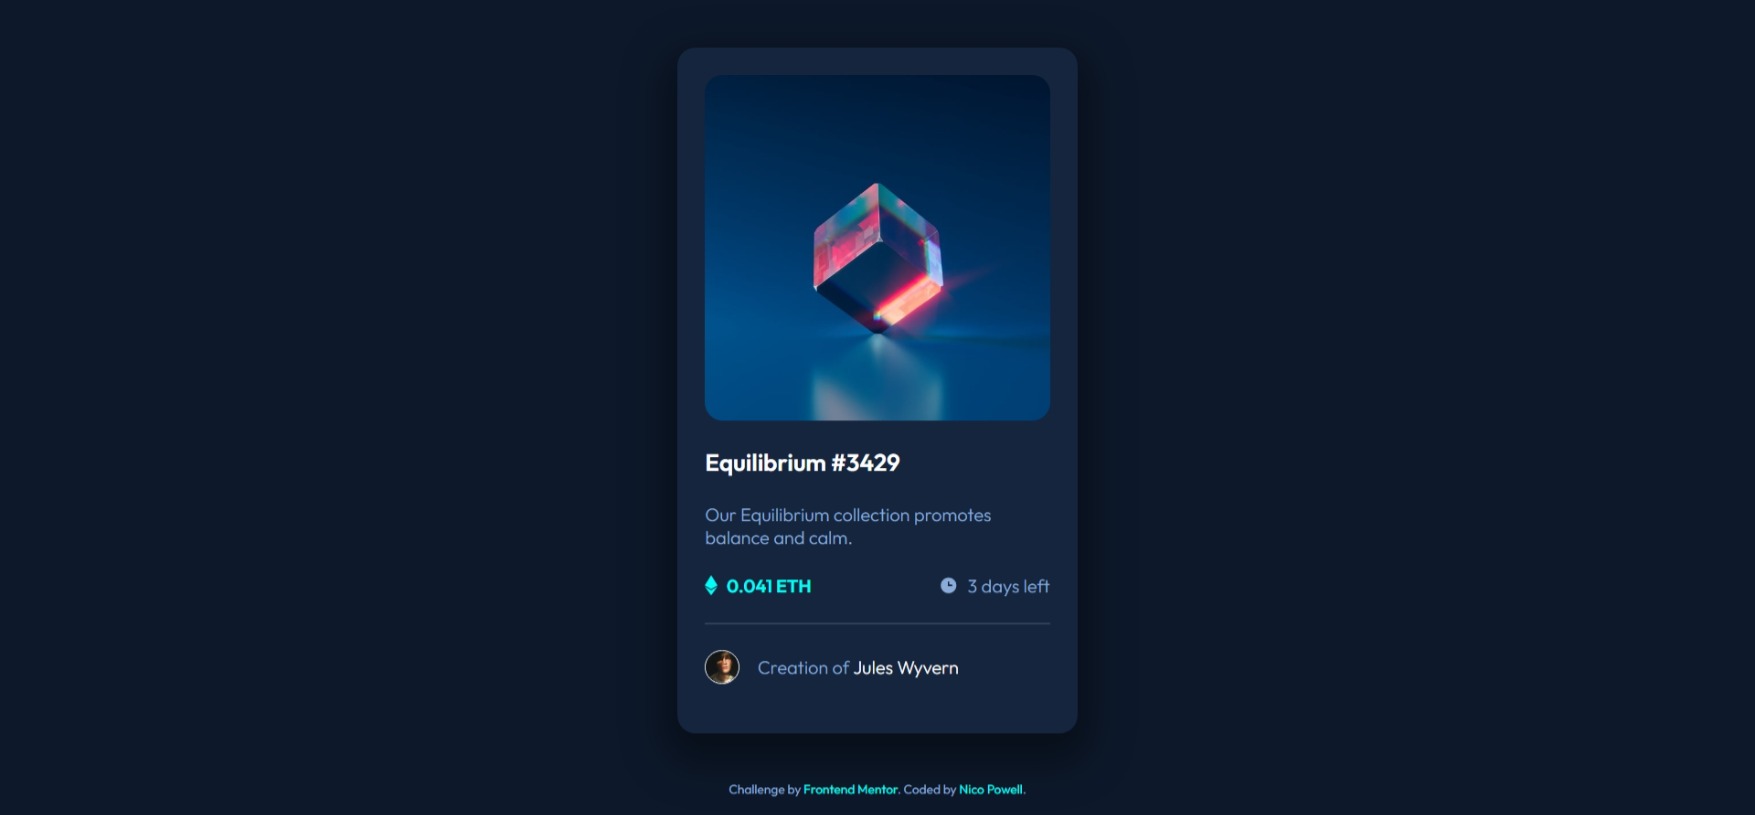 Equilibrium #3429
Our Equilibrium collection promotes
balance and calm.
0.041 ETH
3 days left
Creation of Jules Wyvern
Challenge by Frontend Mentor. Coded by Nico Powell.